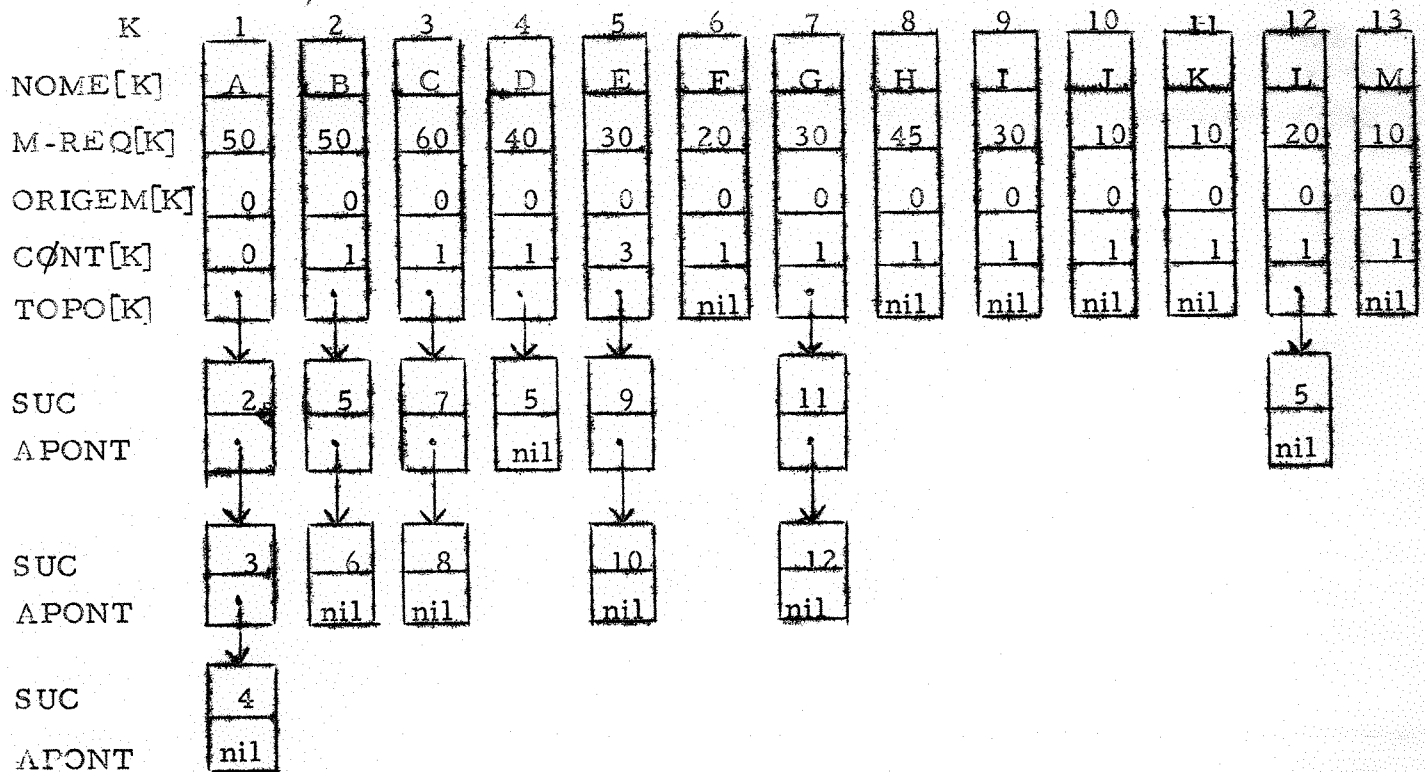 K 1 2 3 4 5 6 7 8 9 10 11 12 13
NOME[K] A B C D E F G H I J K L M
M-REQ[K] 50 50 60 40 30 20 30 45 30 10 10 20 10
ORIGEM[K] 0 0 0 0 0 0 0 0 0 0 0 0 0
CØNT[K] 0 1 1 1 3 1 1 1 1 1 1 1 1
TOPO[K] nil nil nil nil nil nil
SUC 2 5 7 5 9 11 5
APONT nil nil
SUC 3 6 8 10 12
APONT nil nil nil nil
SUC 4
APONT nil